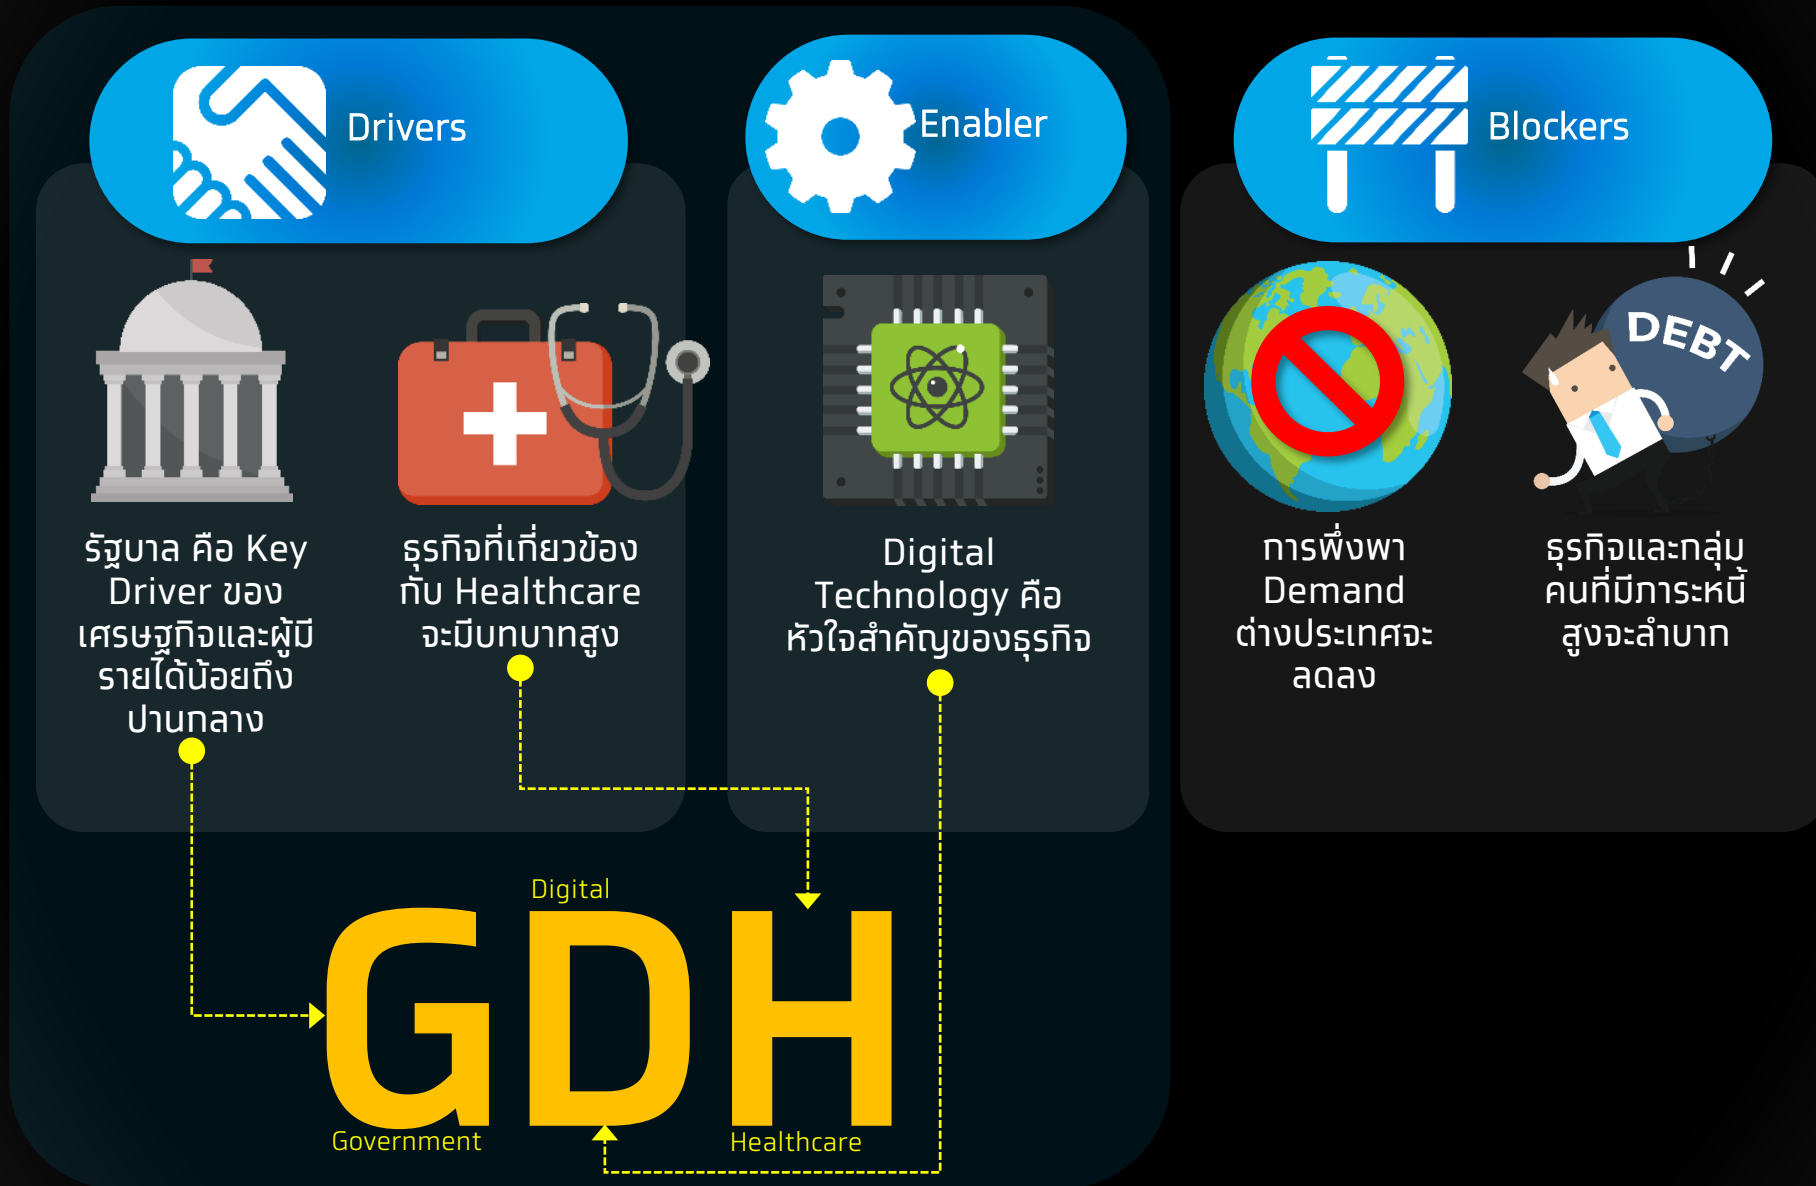 Drivers
รัฐบาล คือ Key
Driver ของ
เศรษฐกิจและผู้มี
รายได้น้อยถึง
ปานกลาง
ธุรกิจที่เกี่ยวข้อง
กับ Healthcare
จะมีบทบาทสูง
Enabler
Digital
Technology คือ
หัวใจสำคัญของธุรกิจ
Blockers
การพึ่งพา
Demand
ต่างประเทศจะ
ลดลง
DEBT
ธุรกิจและกลุ่ม
คนที่มีภาระหนี้
สูงจะลำบาก
Digital
GDH
Government
Healthcare